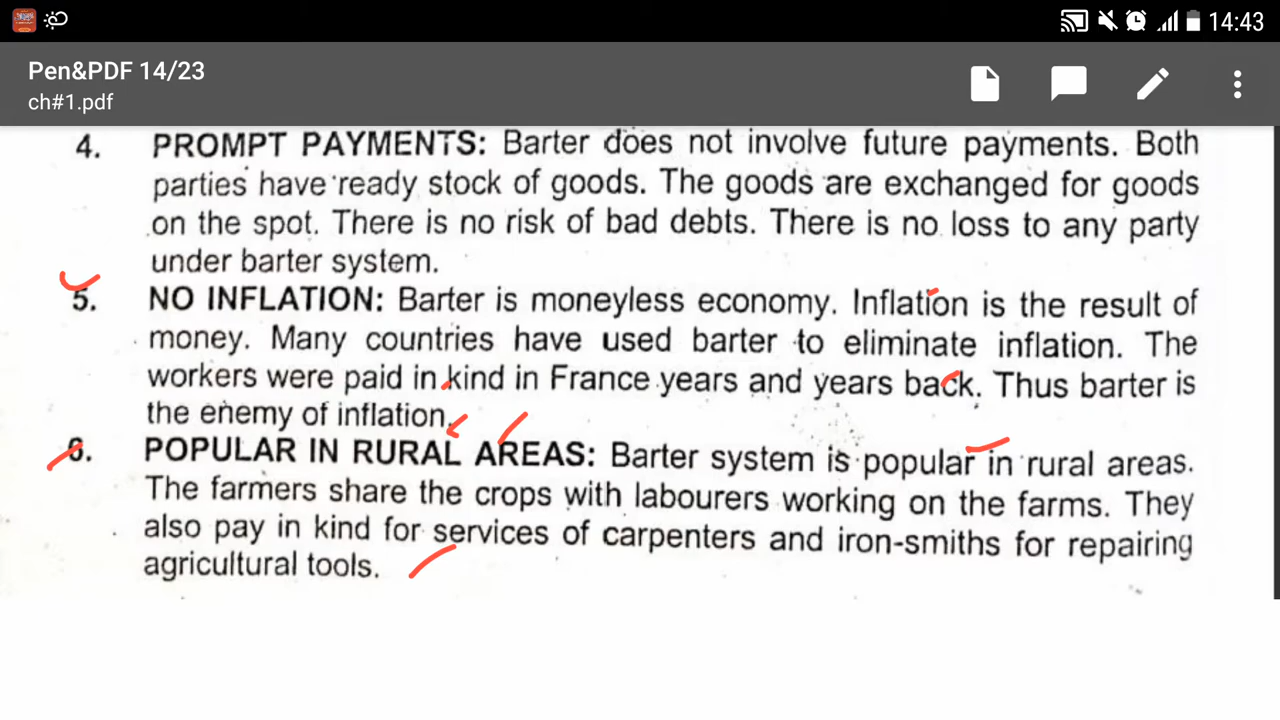 14:43
Pen&PDF 14/23
ch#1.pdf
4. PROMPT PAYMENTS: Barter does not involve future payments. Both
parties have ready stock of goods. The goods are exchanged for goods
on the spot. There is no risk of bad debts. There is no loss to any party
under barter system.
5. NO INFLATION: Barter is moneyless economy. Inflation is the result of
money. Many countries have used barter to eliminate inflation. The
workers were paid in kind in France years and years back. Thus barter is
the enemy of inflation.
6. POPULAR IN RURAL AREAS: Barter system is popular in rural areas.
The farmers share the crops with labourers working on the farms. They
also pay in kind for services of carpenters and iron-smiths for repairing
agricultural tools.